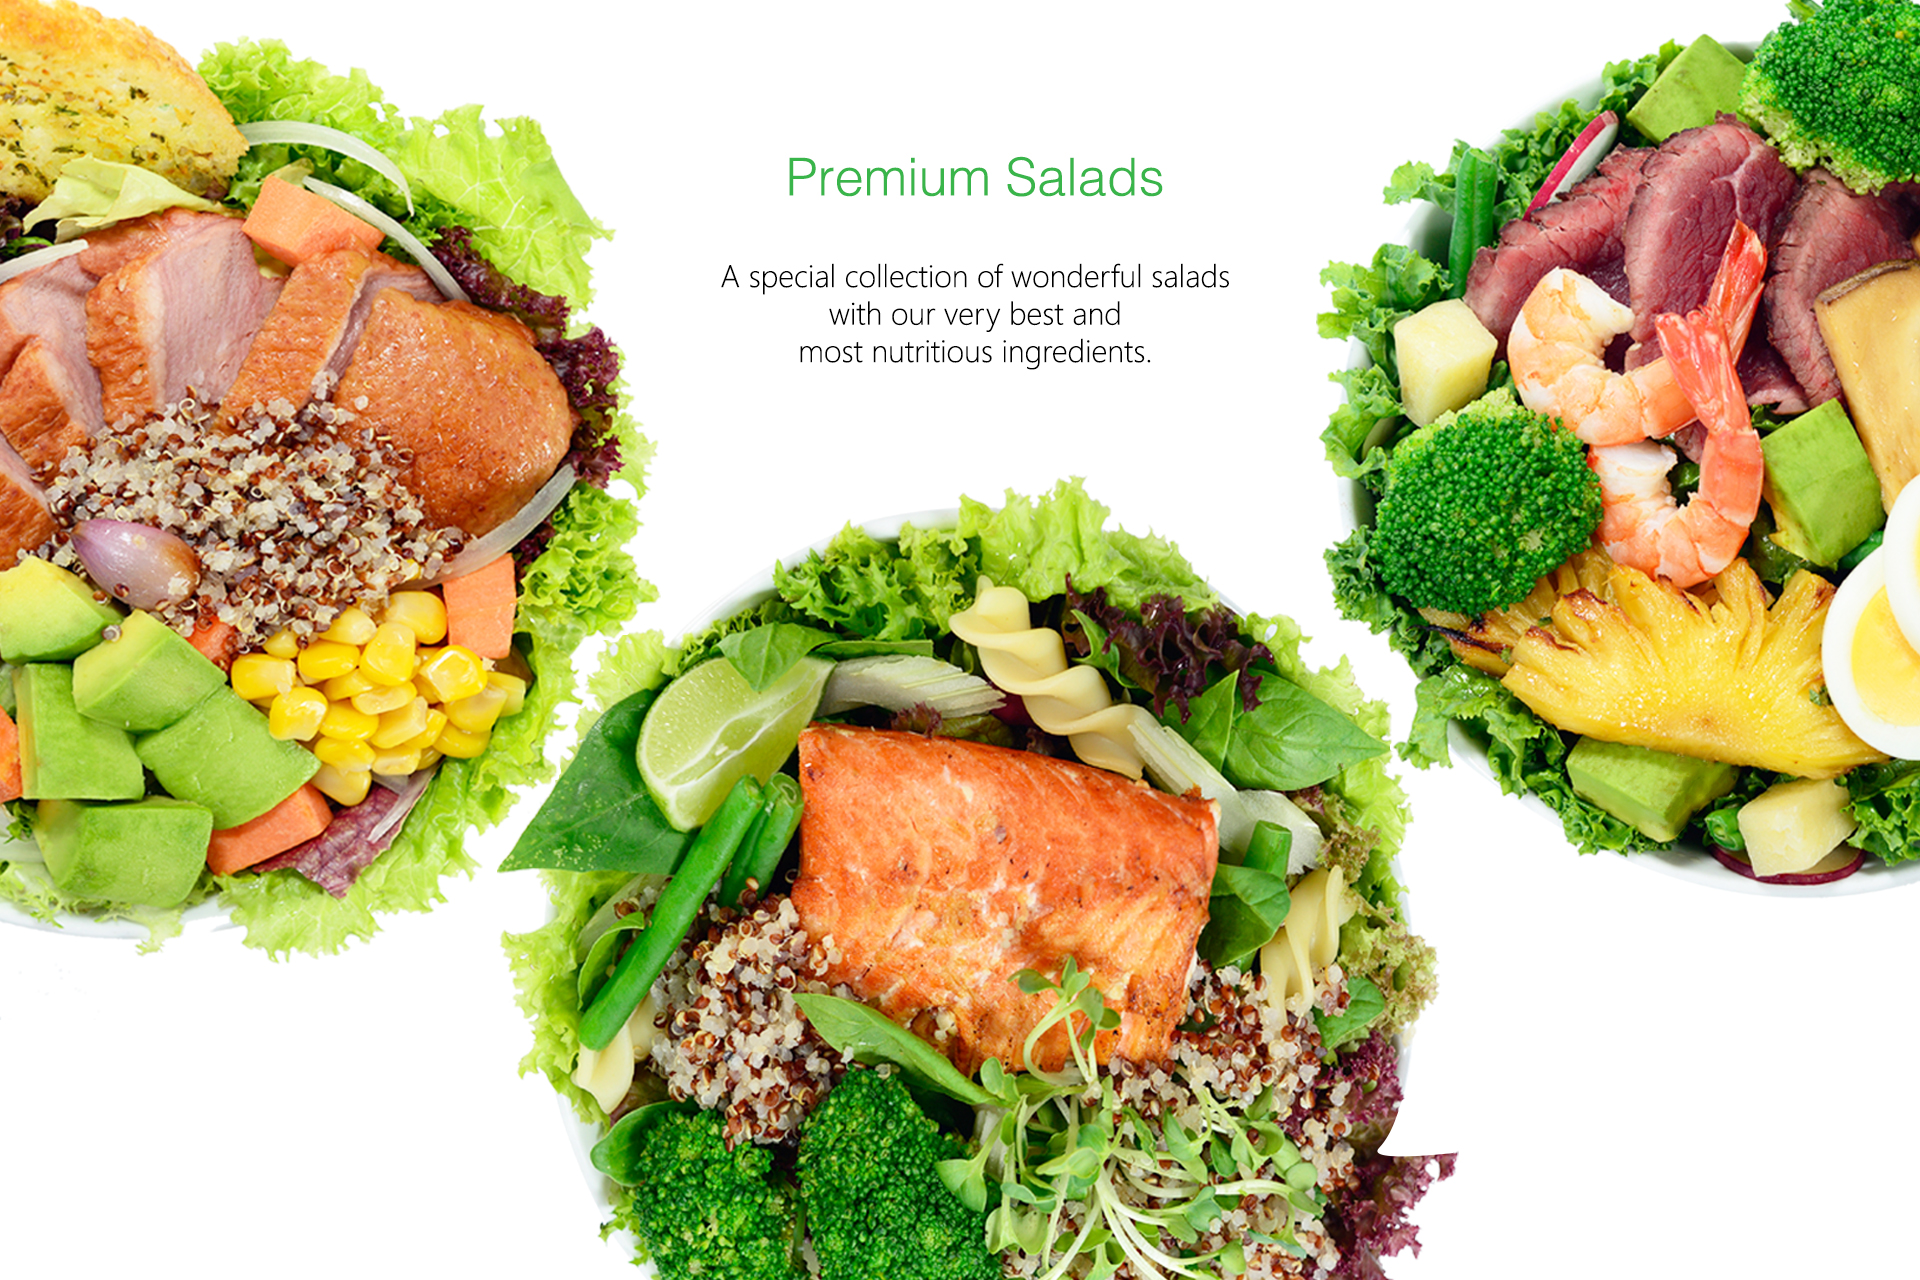 Premium Salads
A special collection of wonderful salads
with our very best and
most nutritious ingredients.